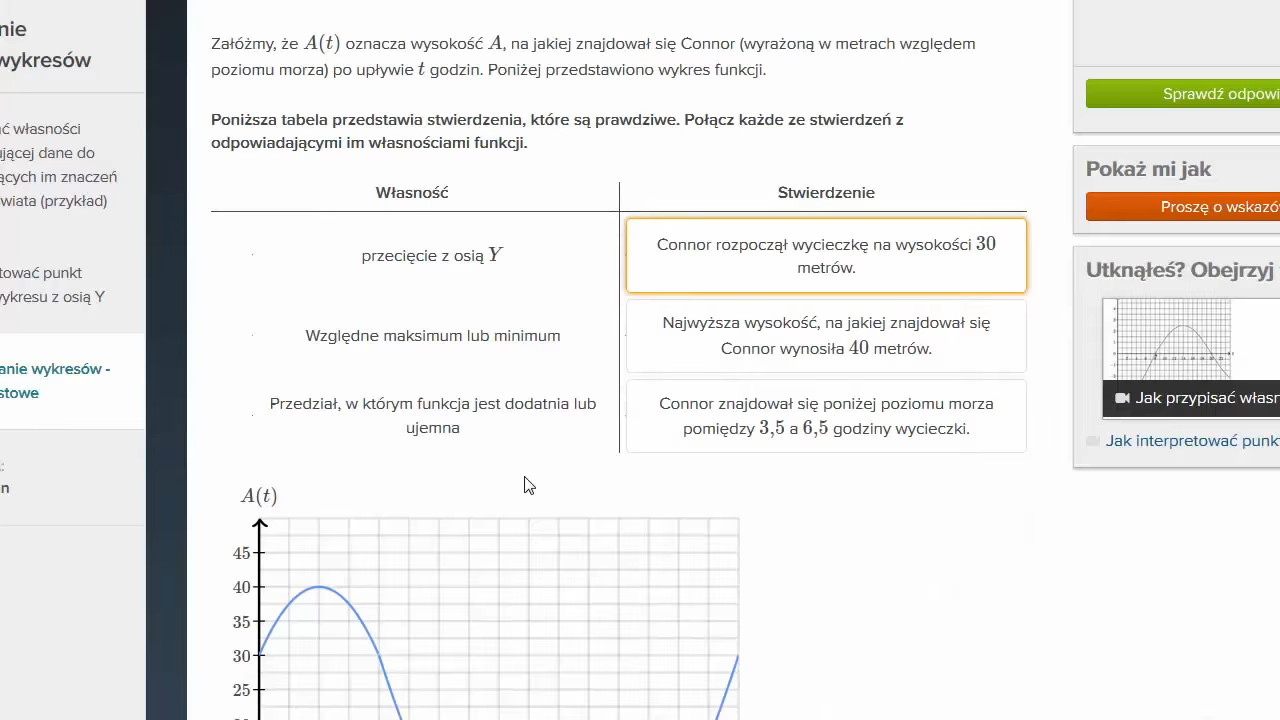 nie
wykresów
ć własności
ującej dane do
ących im znaczeń
wiata (przykład)
tować punkt
wykresu z osią Y
anie wykresów -
stowe
:
n
Załóżmy, że A(t) oznacza wysokość A, na jakiej znajdował się Connor (wyrażoną w metrach względem
poziomu morza) po upływie t godzin. Poniżej przedstawiono wykres funkcji.
Poniższa tabela przedstawia stwierdzenia, które są prawdziwe. Połącz każde ze stwierdzeń z
odpowiadającymi im własnościami funkcji.
Własność
Stwierdzenie
przecięcie z osią Y
Connor rozpoczął wycieczkę na wysokości 30
metrów.
Względne maksimum lub minimum
Najwyższa wysokość, na jakiej znajdował się
Connor wynosiła 40 metrów.
Przedział, w którym funkcja jest dodatnia lub
ujemna
Connor znajdował się poniżej poziomu morza
pomiędzy 3,5 a 6,5 godziny wycieczki.
A(t)
45
40
35
30
25
Sprawdź odpowi
Pokaż mi jak
Proszę o wskazów
Utknąłeś? Obejrzyj
Jak przypisać własn
Jak interpretować punkt